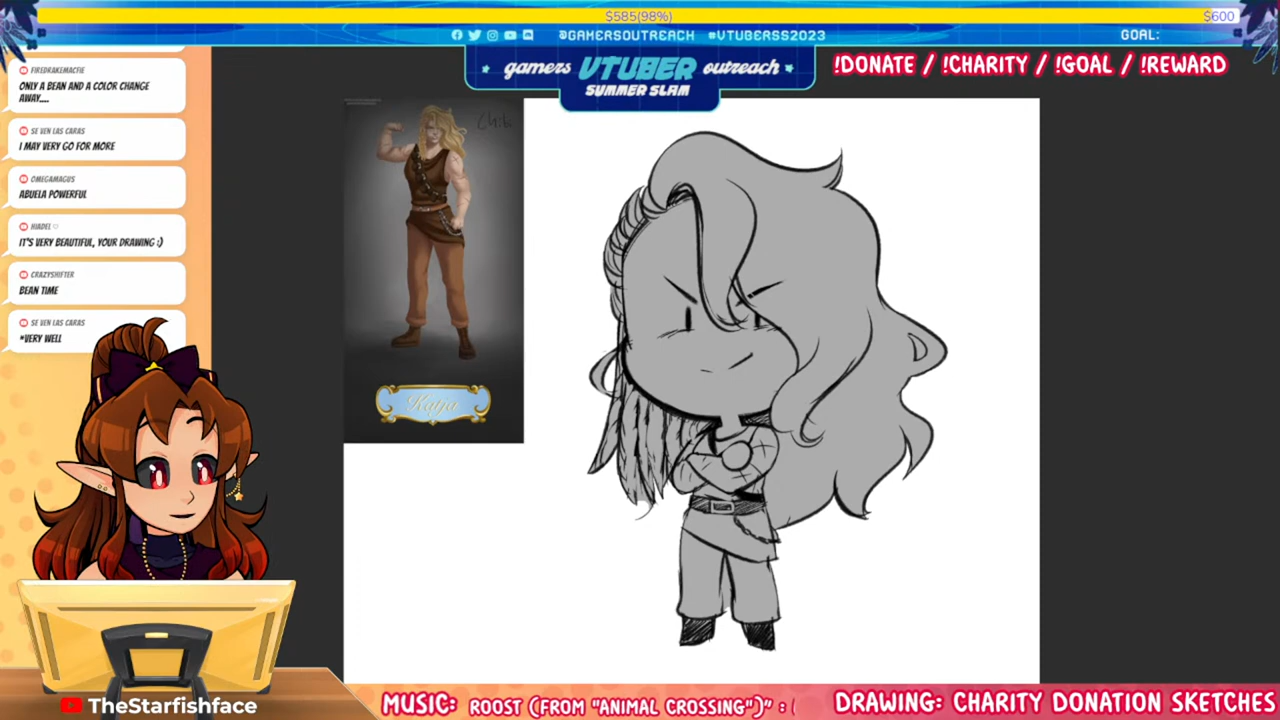 $585(98%)
$600
@GAMERSOUTREACH #VTUBERSS2023
GOAL:
gamers VTUBER outreach
SUMMER SLAM
!DONATE / !CHARITY / !GOAL / !REWARD
FIREDRAKEMACFIE
ONLY A BEAN AND A COLOR CHANGE
AWAY....
SE VEN LAS CARAS
I MAY VERY GO FOR MORE
OMEGAMAGUS
ABUELA POWERFUL
HIADEL ♡
IT'S VERY BEAUTIFUL, YOUR DRAWING :)
CRAZYSHIFTER
BEAN TIME
SE VEN LAS CARAS
*VERY WELL
Chibi
Katja
TheStarfishface
MUSIC: ROOST (FROM "ANIMAL CROSSING")" : (
DRAWING: CHARITY DONATION SKETCHES